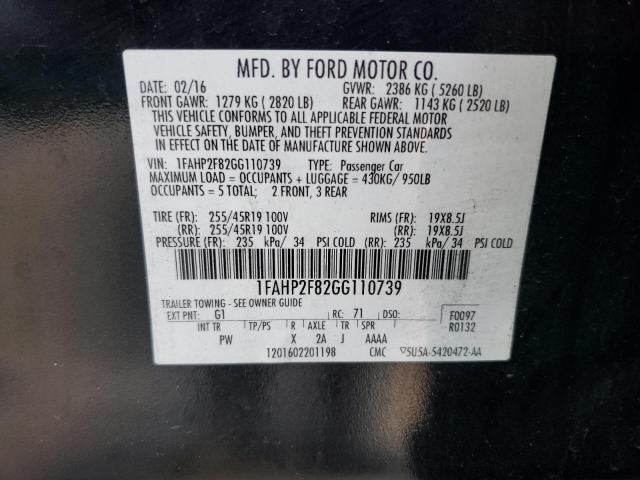 MFD. BY FORD MOTOR CO.
DATE: 02/16 GVWR: 2386 KG ( 5260 LB)
FRONT GAWR: 1279 KG ( 2820 LB) REAR GAWR: 1143 KG ( 2520 LB)
THIS VEHICLE CONFORMS TO ALL APPLICABLE FEDERAL MOTOR
VEHICLE SAFETY, BUMPER, AND THEFT PREVENTION STANDARDS
IN EFFECT ON THE DATE OF MANUFACTURE SHOWN ABOVE.
VIN: 1FAHP2F82GG110739 TYPE: Passenger Car
MAXIMUM LOAD = OCCUPANTS + LUGGAGE = 430KG/ 950LB
OCCUPANTS = 5 TOTAL; 2 FRONT, 3 REAR
TIRE (FR): 255/45R19 100V RIMS (FR): 19X8.5J
(RR): 255/45R19 100V (RR): 19X8.5J
PRESSURE (FR): 235 kPa/ 34 PSI COLD (RR): 235 kPa/ 34 PSI COLD
1FAHP2F82GG110739
TRAILER TOWING - SEE OWNER GUIDE
EXT PNT: G1 RC: 71 DSO: F0097
INT TR TP/PS R AXLE TR SPR R0132
PW X 2A J AAAA
1201602201198 CMC ▽5U5A-5420472-AA